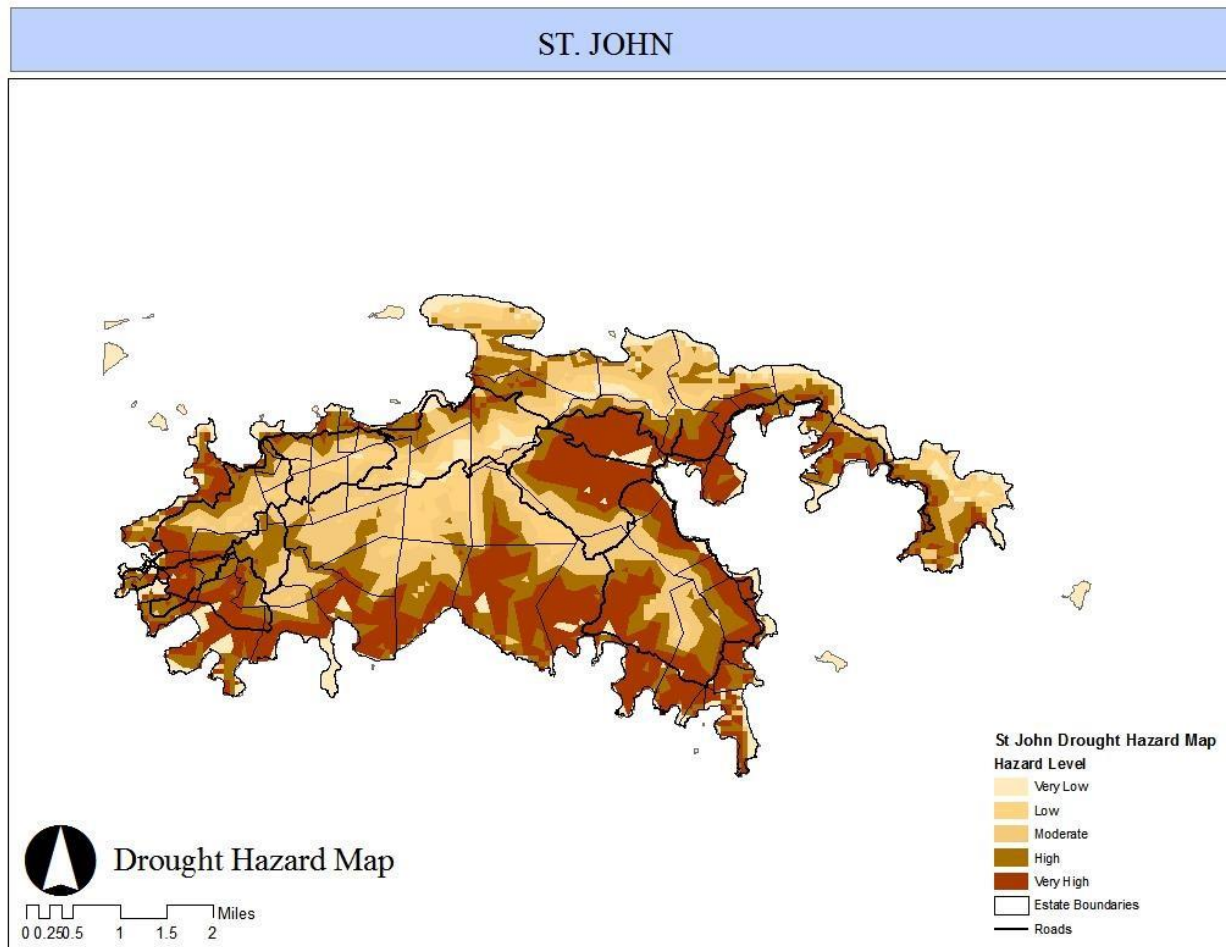 ST. JOHN
St John Drought Hazard Map
Hazard Level
Very Low
Low
Moderate
High
Very High
Estate Boundaries
Roads
Drought Hazard Map
Miles
0 0.25 0.5 1 1.5 2